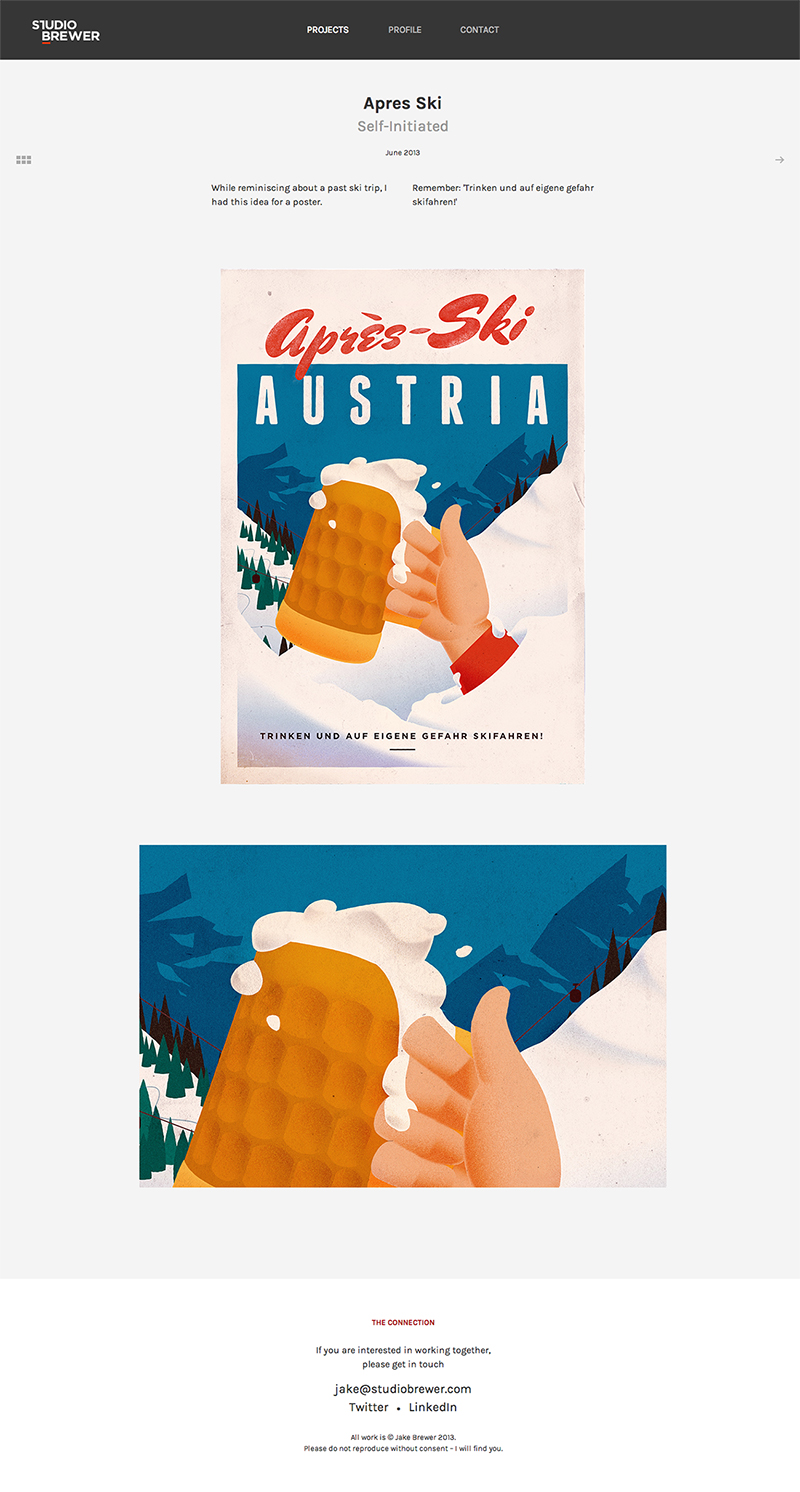 STUDIO
BREWER
PROJECTS
PROFILE
CONTACT
Apres Ski
Self-Initiated
June 2013
While reminiscing about a past ski trip, I
had this idea for a poster.
Remember: 'Trinken und auf eigene gefahr
skifahren!'
Après-Ski
AUSTRIA
TRINKEN UND AUF EIGENE GEFAHR SKIFAHREN!
THE CONNECTION
If you are interested in working together,
please get in touch
jake@studiobrewer.com
Twitter • LinkedIn
All work is © Jake Brewer 2013.
Please do not reproduce without consent – I will find you.